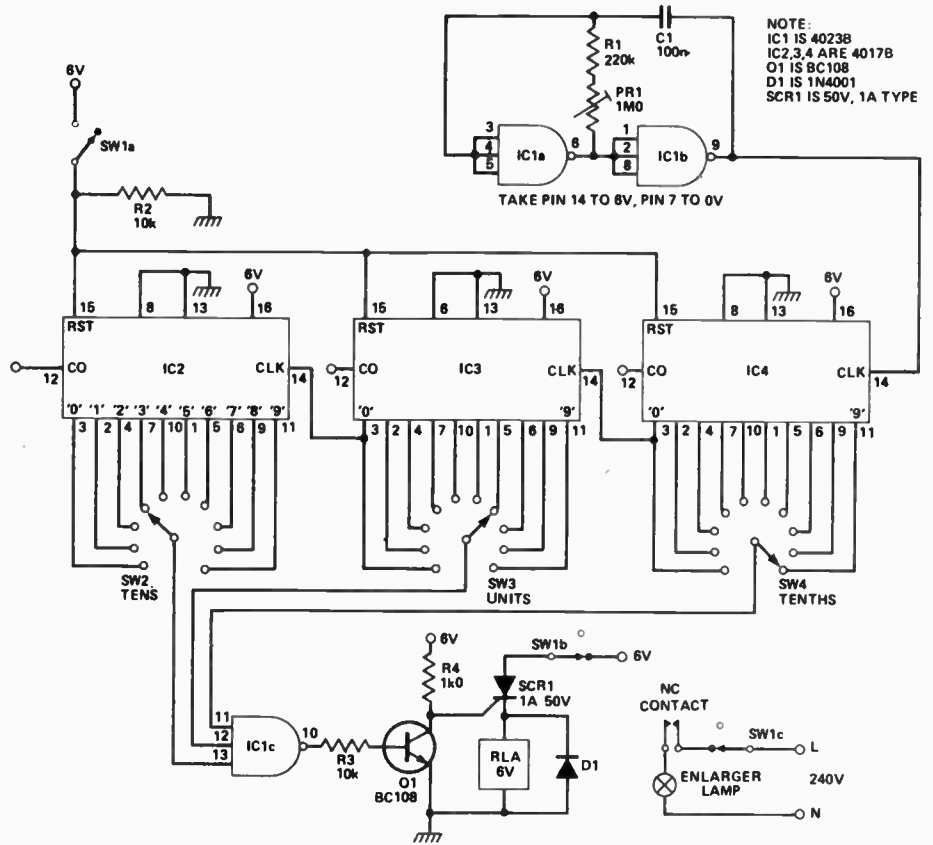 NOTE:
IC1 IS 4023B
IC2,3,4 ARE 4017B
Q1 IS BC108
D1 IS 1N4001
SCR1 IS 50V, 1A TYPE
C1
100n
R1
220k
PR1
1M0
3
4
5
IC1a
6
1
2
8
IC1b
9
TAKE PIN 14 TO 6V, PIN 7 TO 0V
6V
SW1a
R2
10k
15
8
13
6V
16
RST
CO
12
IC2
CLK
14
'0' '1' '2' '3' '4' '5' '6' '7' '8' '9'
3 2 4 7 10 1 5 6 9 11
SW2
TENS
15
6
13
6V
16
RST
CO
12
IC3
CLK
14
'0' '9'
3 2 4 7 10 1 5 6 9 11
SW3
UNITS
15
8
13
6V
16
RST
CO
12
IC4
CLK
14
'0' '9'
3 2 4 7 10 1 5 6 9 11
SW4
TENTHS
11
12
13
IC1c
10
R3
10k
Q1
BC108
6V
R4
1k0
SCR1
1A 50V
SW1b
6V
RLA
6V
D1
NC
CONTACT
SW1c
L
ENLARGER
LAMP
240V
N